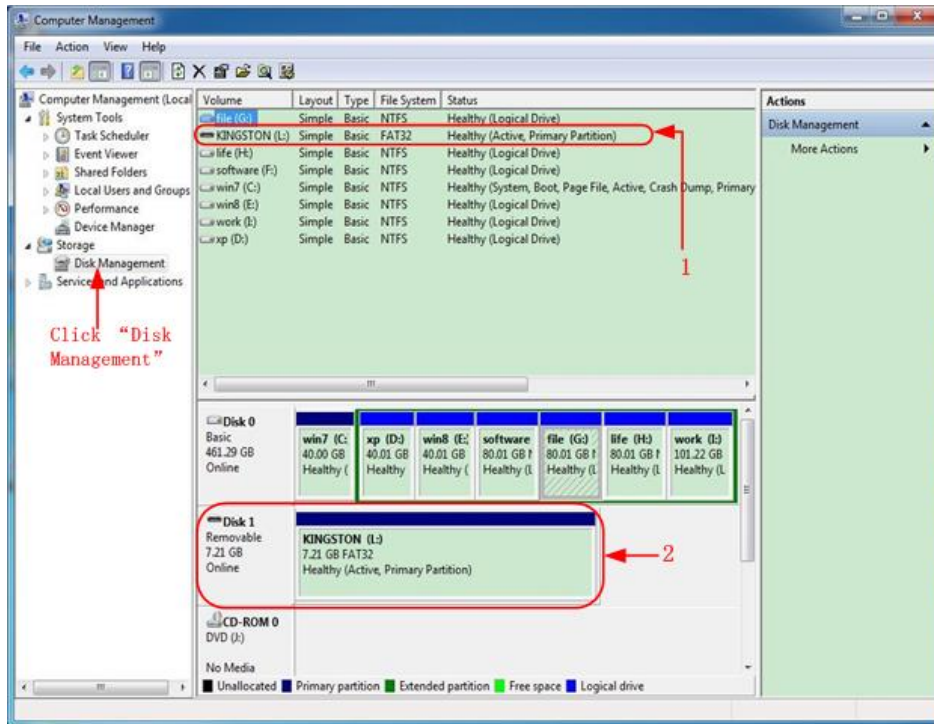 Computer Management
File Action View Help
Computer Management (Local
System Tools
Task Scheduler
Event Viewer
Shared Folders
Local Users and Groups
Performance
Device Manager
Storage
Disk Management
Services and Applications
Click “Disk
Management”
Volume Layout Type File System Status
file (G:) Simple Basic NTFS Healthy (Logical Drive)
KINGSTON (L:) Simple Basic FAT32 Healthy (Active, Primary Partition)
life (H:) Simple Basic NTFS Healthy (Logical Drive)
software (F:) Simple Basic NTFS Healthy (Logical Drive)
win7 (C:) Simple Basic NTFS Healthy (System, Boot, Page File, Active, Crash Dump, Primary
win8 (E:) Simple Basic NTFS Healthy (Logical Drive)
work (I:) Simple Basic NTFS Healthy (Logical Drive)
xp (D:) Simple Basic NTFS Healthy (Logical Drive)
1
Actions
Disk Management
More Actions
Disk 0
Basic
461.29 GB
Online
win7 (C: xp (D:) win8 (E: software file (G:) life (H:) work (I:)
40.00 GB 40.01 GB 40.01 GB 80.01 GB N 80.01 GB N 80.01 GB N 101.22 GB
Healthy ( Healthy Healthy ( Healthy (L Healthy (L Healthy (L Healthy (L
Disk 1
Removable
7.21 GB
Online
KINGSTON (L:)
7.21 GB FAT32
Healthy (Active, Primary Partition)
2
CD-ROM 0
DVD (J:)
No Media
Unallocated Primary partition Extended partition Free space Logical drive